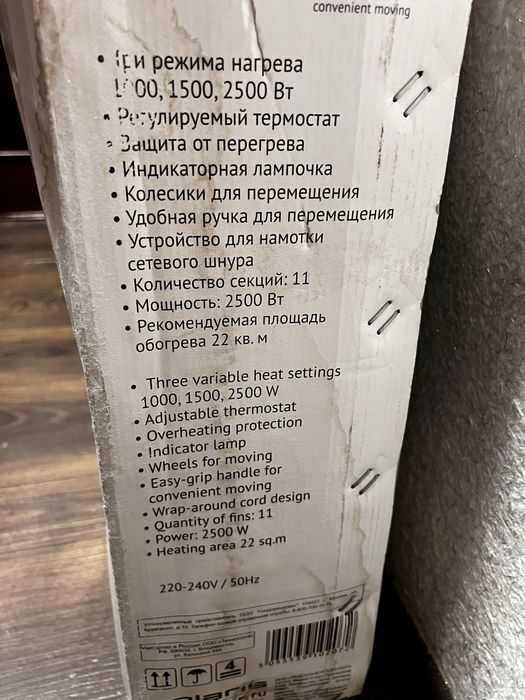 convenient moving
• Три режима нагрева
1000, 1500, 2500 Вт
• Регулируемый термостат
• Защита от перегрева
• Индикаторная лампочка
• Колесики для перемещения
• Удобная ручка для перемещения
• Устройство для намотки
сетевого шнура
• Количество секций: 11
• Мощность: 2500 Вт
• Рекомендуемая площадь
обогрева 22 кв. м
• Three variable heat settings
1000, 1500, 2500 W
• Adjustable thermostat
• Overheating protection
• Indicator lamp
• Wheels for moving
• Easy-grip handle for
convenient moving
• Wrap-around cord design
• Quantity of fins: 11
• Power: 2500 W
• Heating area 22 sq.m
220-240V / 50Hz
4